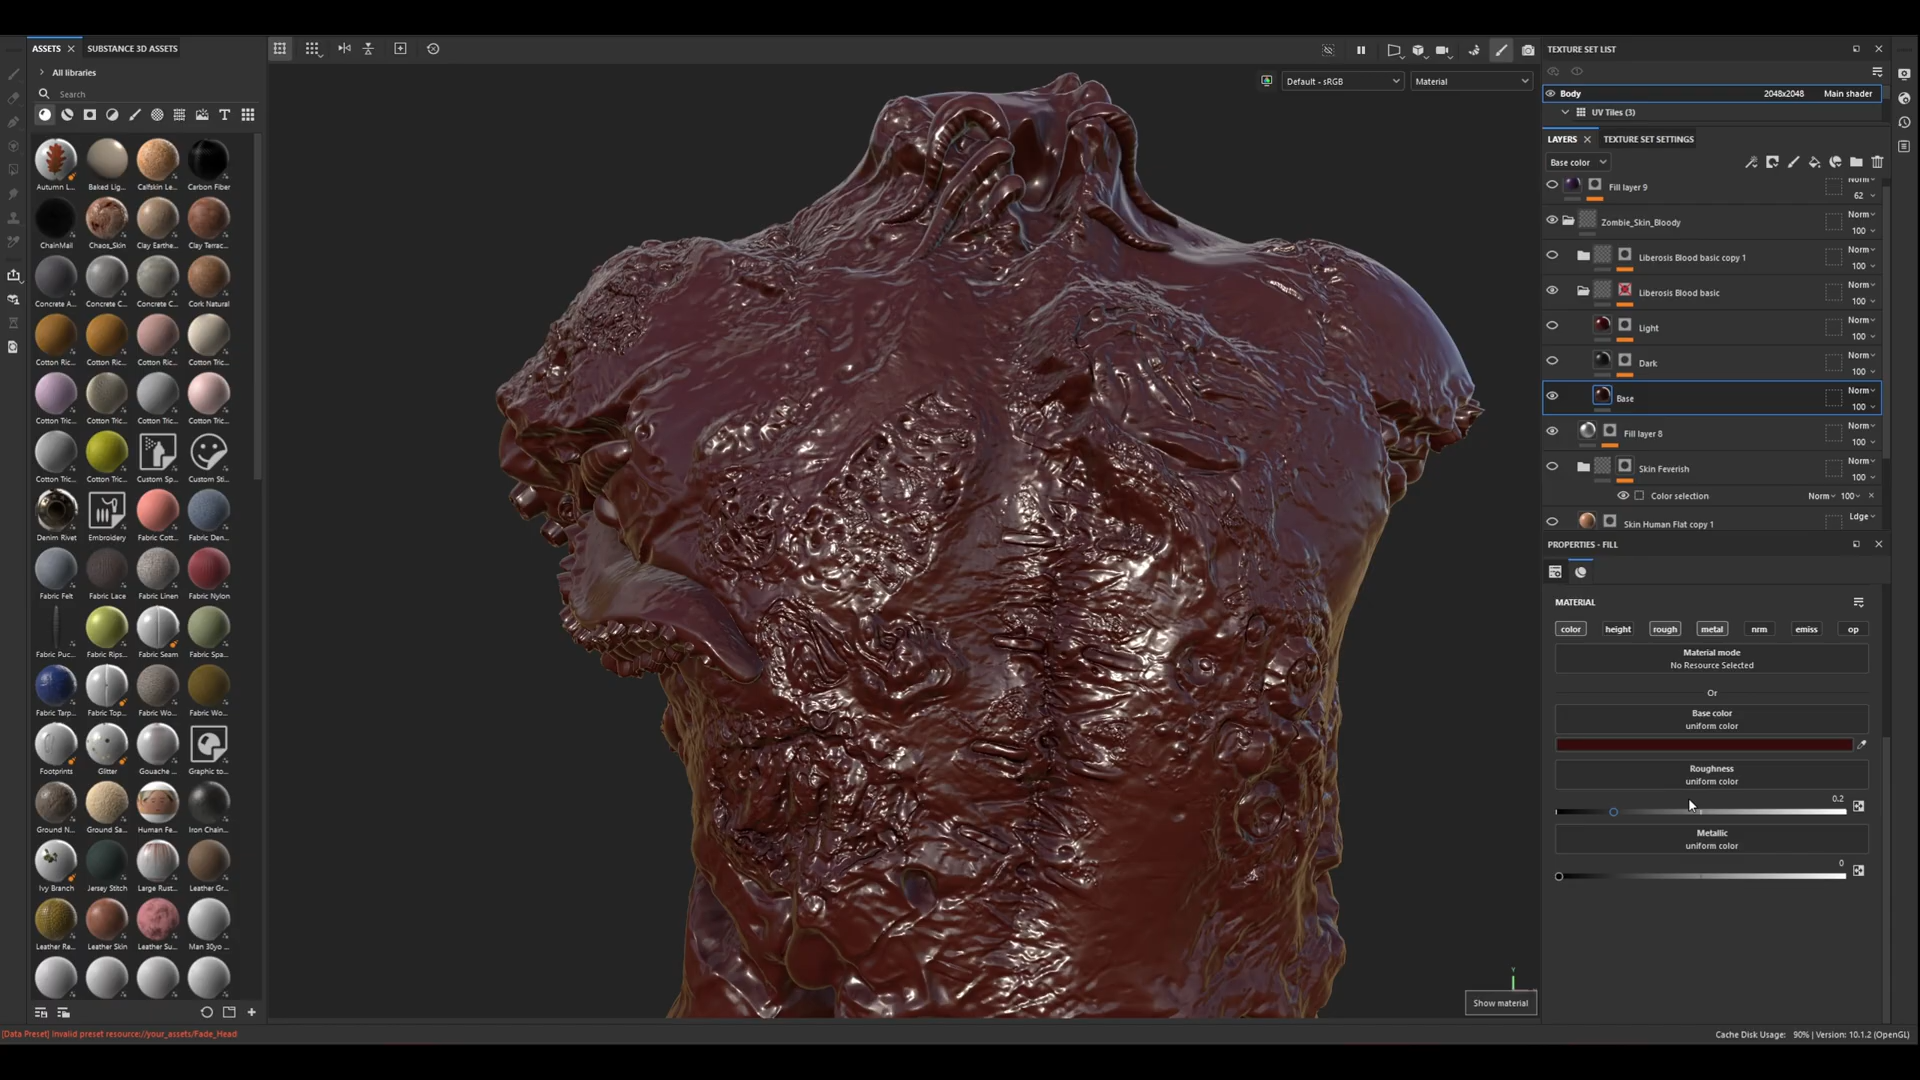 ASSETS
SUBSTANCE 3D ASSETS
All libraries
Search
Autumn L...
Baked Lig...
Calfskin Le...
Carbon Fiber
ChainMail
Chaos_Skin
Clay Earthe...
Clay Terrac...
Concrete A...
Concrete C...
Concrete C...
Cork Natural
Cotton Ric...
Cotton Ric...
Cotton Ric...
Cotton Tric...
Cotton Tric...
Cotton Tric...
Cotton Tric...
Cotton Tric...
Cotton Tric...
Cotton Tric...
Custom Sp...
Custom Sti...
Denim Rivet
Embroidery
Fabric Cott...
Fabric Den...
Fabric Felt
Fabric Lace
Fabric Linen
Fabric Nylon
Fabric Puc...
Fabric Rips...
Fabric Seam
Fabric Spa...
Fabric Tarp...
Fabric Top...
Fabric Wo...
Fabric Wo...
Footprints
Glitter
Gouache ...
Graphic to...
Ground N...
Ground Sa...
Human Fe...
Iron Chain...
Ivy Branch
Jersey Stitch
Large Rust...
Leather Gr...
Leather Re...
Leather Skin
Leather Su...
Man 30yo ...
[Data Preset] Invalid preset resource://your_assets/Fade_Head
Default - sRGB
Material
Y
Show material
TEXTURE SET LIST
Body
2048x2048
Main shader
UV Tiles (3)
LAYERS
TEXTURE SET SETTINGS
Base color
Fill layer 9
Norm
62
Zombie_Skin_Bloody
Norm
100
Liberosis Blood basic copy 1
Norm
100
Liberosis Blood basic
Norm
100
Light
Norm
100
Dark
Norm
100
Base
Norm
100
Fill layer 8
Norm
100
Skin Feverish
Norm
100
Color selection
Norm
100
Skin Human Flat copy 1
Ldge
PROPERTIES - FILL
MATERIAL
color
height
rough
metal
nrm
emiss
op
Material mode
No Resource Selected
Or
Base color
uniform color
Roughness
uniform color
0.2
Metallic
uniform color
0
Cache Disk Usage: 90% | Version: 10.1.2 (OpenGL)